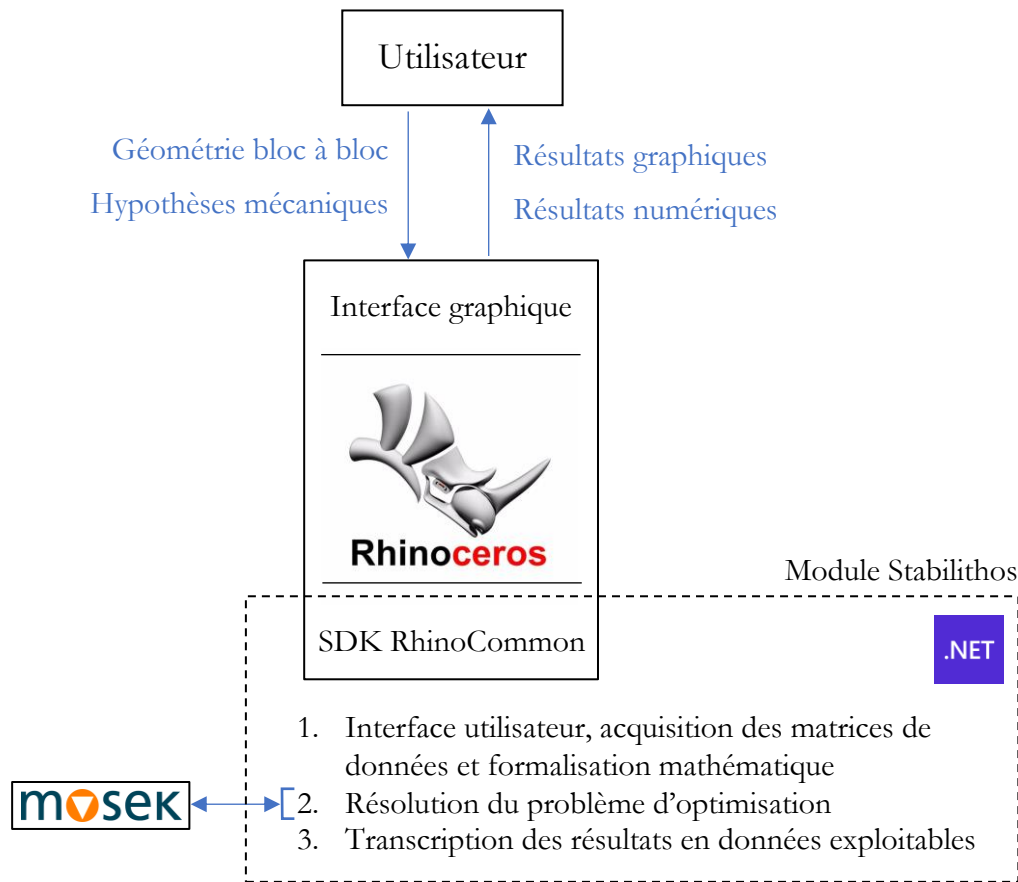 Utilisateur
Géométrie bloc à bloc
Hypothèses mécaniques
Résultats graphiques
Résultats numériques
Interface graphique
Rhinoceros
Module Stabilithos
SDK RhinoCommon
.NET
1. Interface utilisateur, acquisition des matrices de
données et formalisation mathématique
mosek
2. Résolution du problème d’optimisation
3. Transcription des résultats en données exploitables